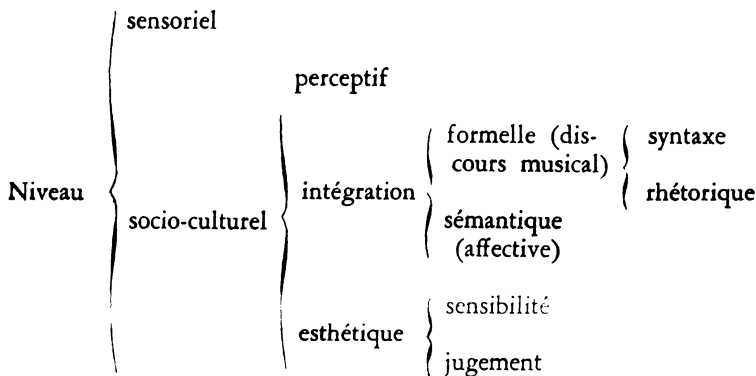 sensoriel
perceptif
formelle (dis-
cours musical)
syntaxe
rhétorique
Niveau
socio-culturel
intégration
sémantique
(affective)
esthétique
sensibilité
jugement